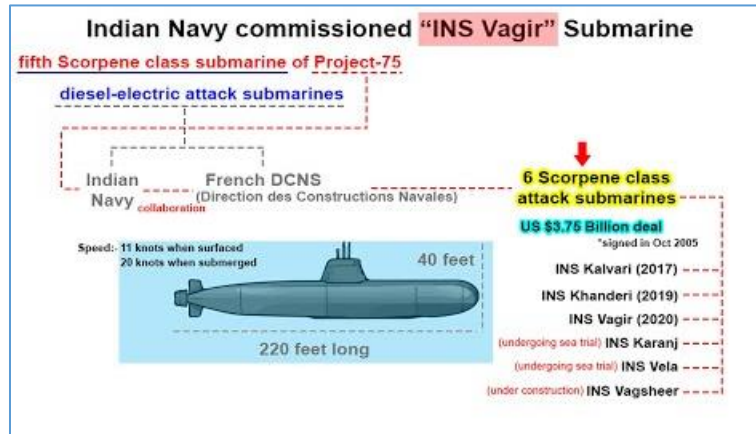 Indian Navy commissioned “INS Vagir” Submarine
fifth Scorpene class submarine of Project-75
diesel-electric attack submarines
Indian
Navy
collaboration
French DCNS
(Direction des Constructions Navales)
6 Scorpene class
attack submarines
US $3.75 Billion deal
*signed in Oct 2005
Speed:- 11 knots when surfaced
20 knots when submerged
40 feet
220 feet long
INS Kalvari (2017)
INS Khanderi (2019)
INS Vagir (2020)
(undergoing sea trial) INS Karanj
(undergoing sea trial) INS Vela
(under construction) INS Vagsheer